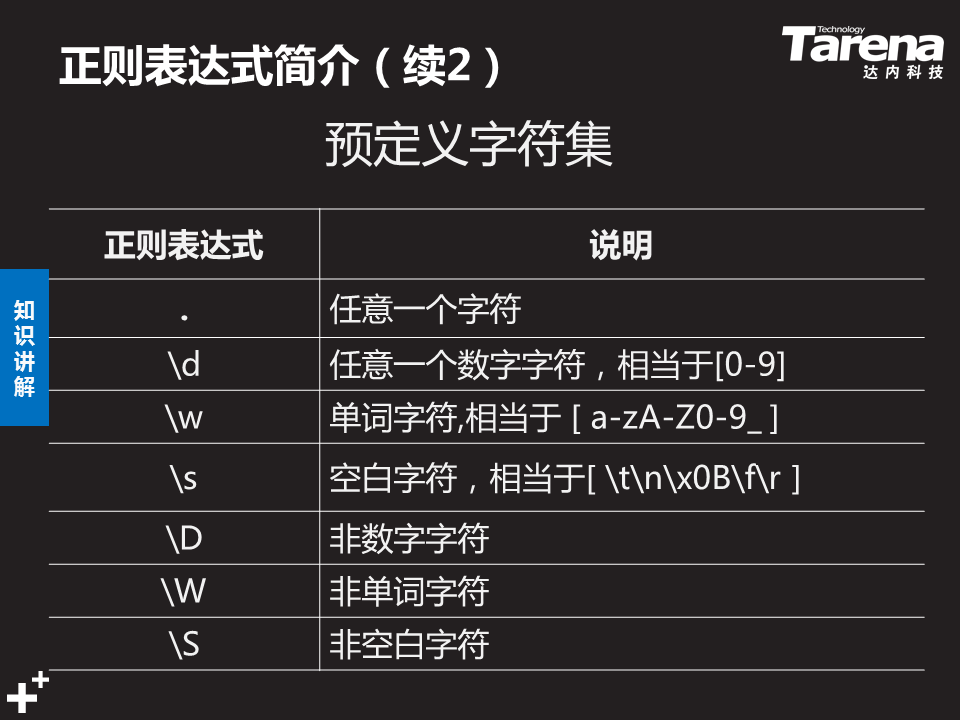 正则表达式简介（续2）
Technology
Tarena
达内科技
预定义字符集
正则表达式 说明
. 任意一个字符
\d 任意一个数字字符，相当于[0-9]
\w 单词字符,相当于 [ a-zA-Z0-9_ ]
\s 空白字符，相当于[ \t\n\x0B\f\r ]
\D 非数字字符
\W 非单词字符
\S 非空白字符
知识讲解